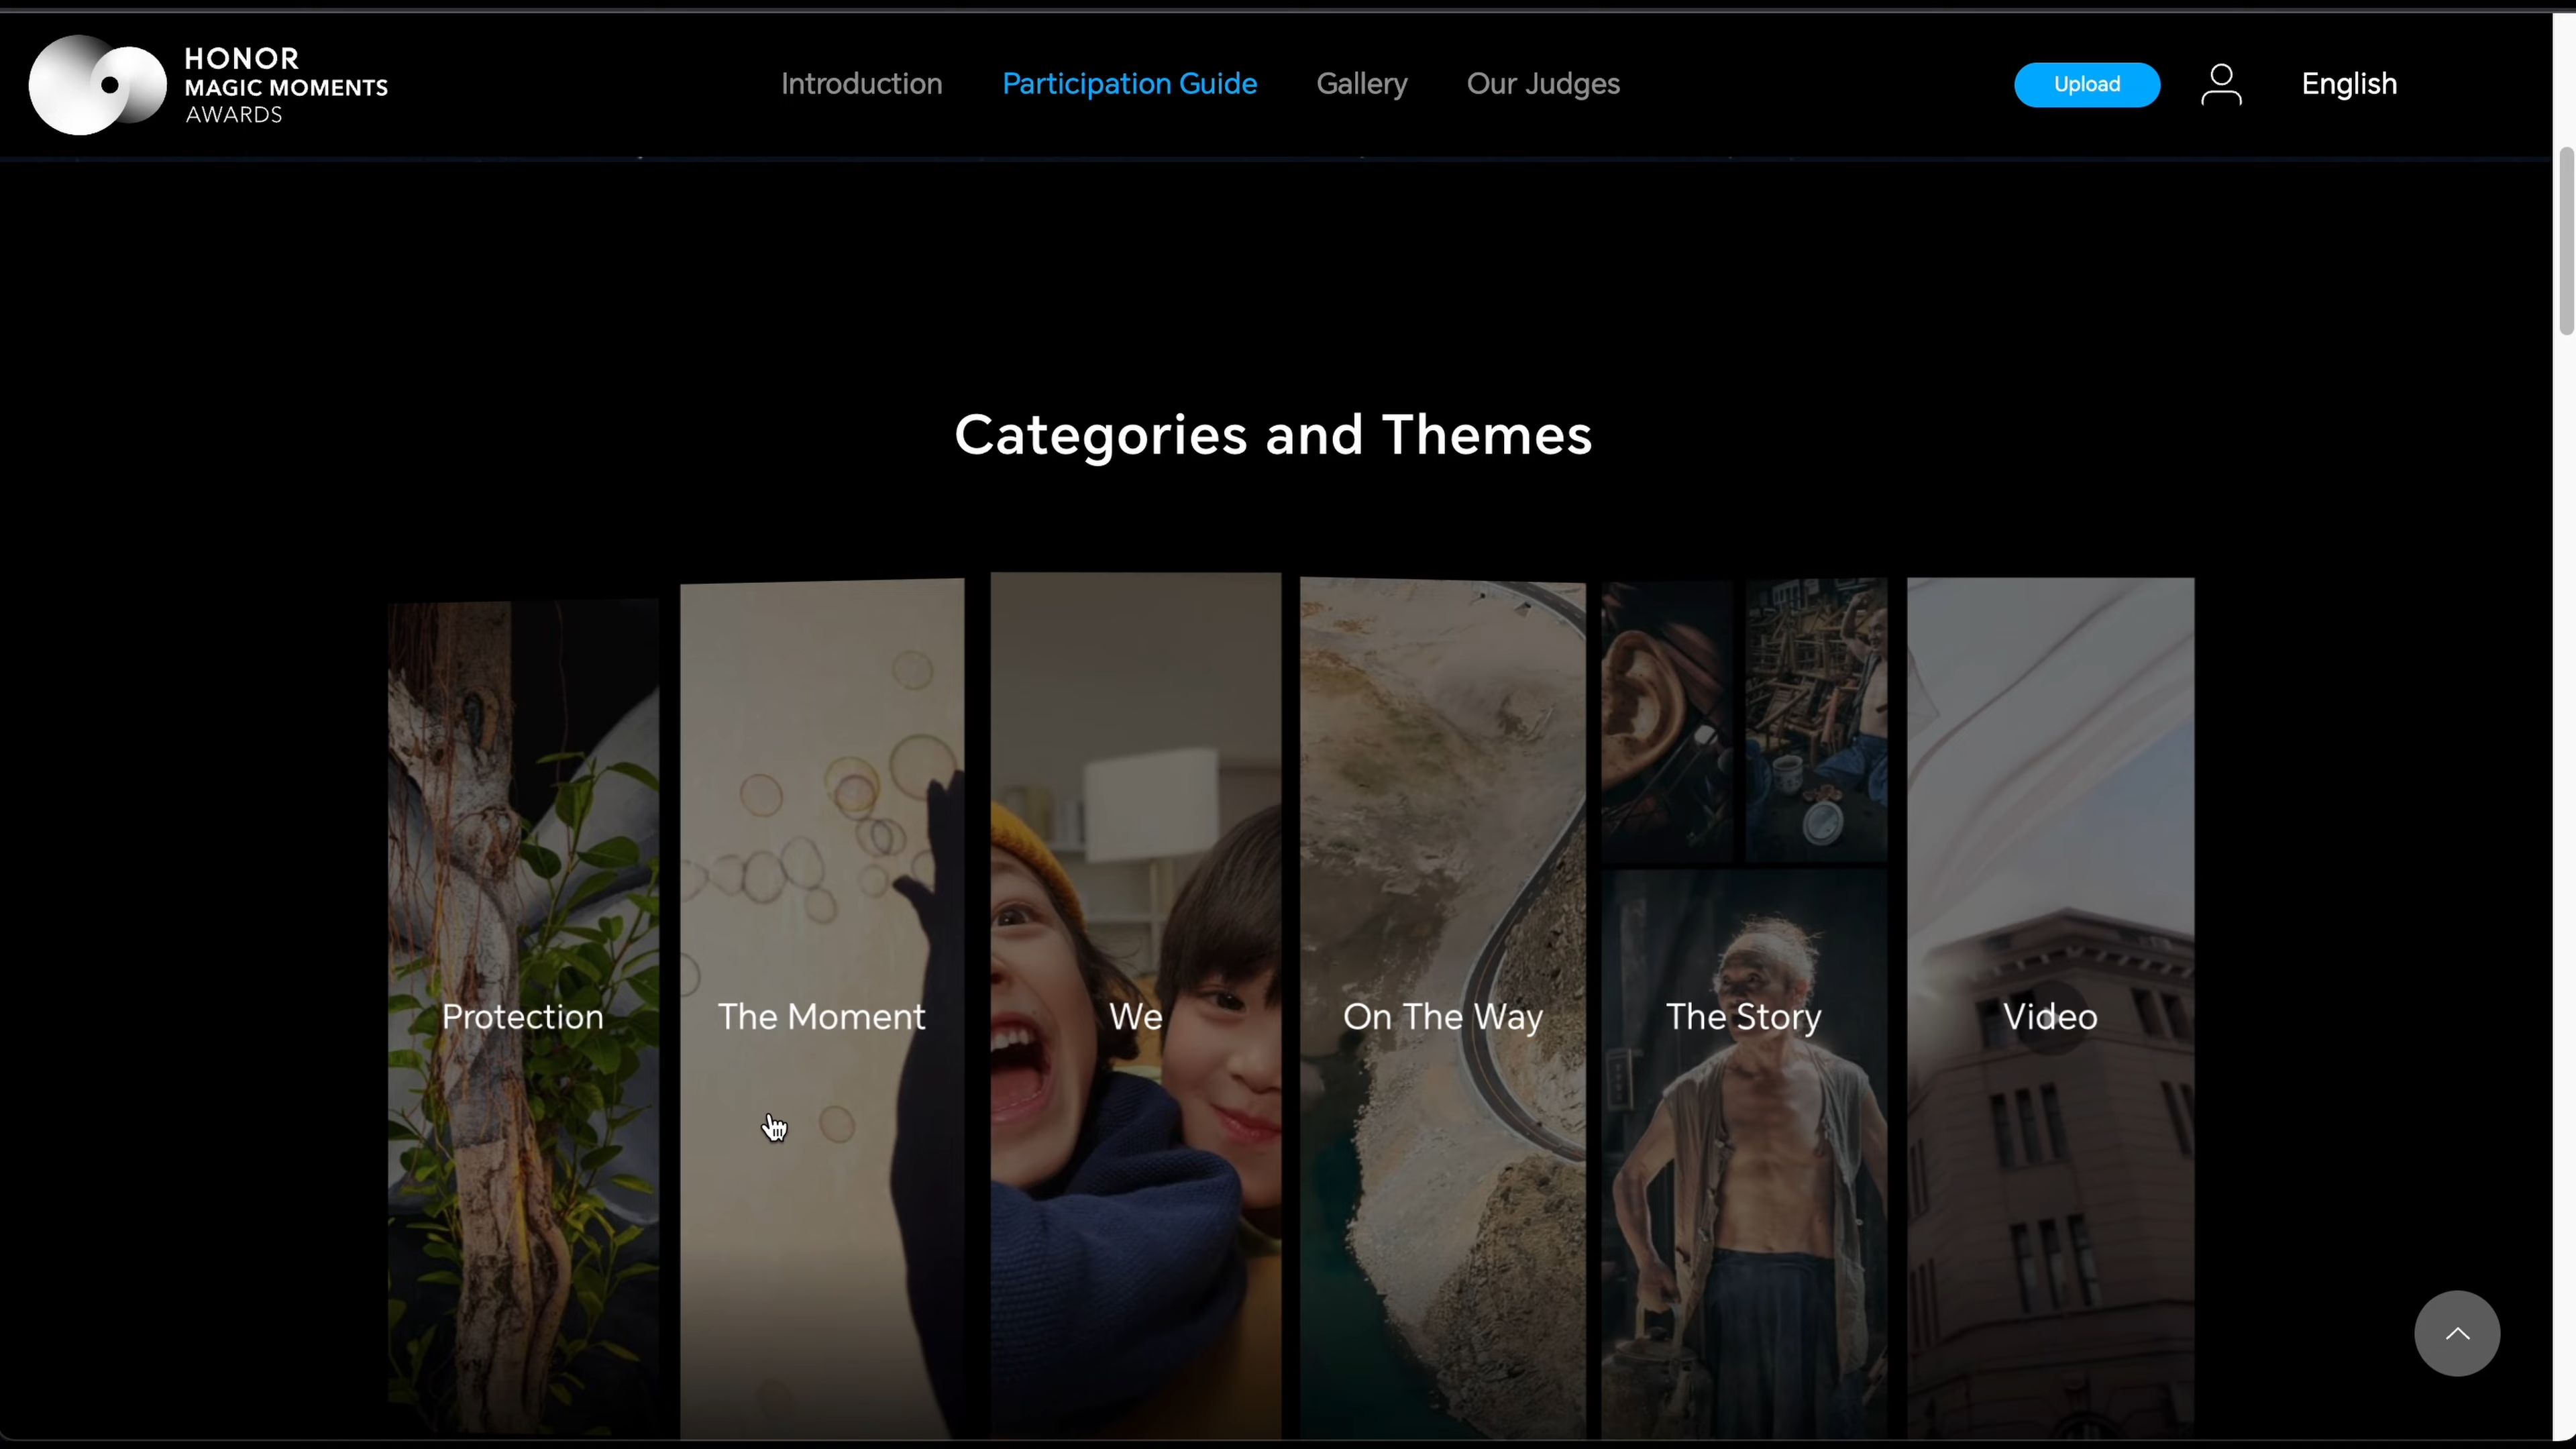 HONOR
MAGIC MOMENTS
AWARDS
Introduction
Participation Guide
Gallery
Our Judges
Upload
English
Categories and Themes
Protection
The Moment
We
On The Way
The Story
Video